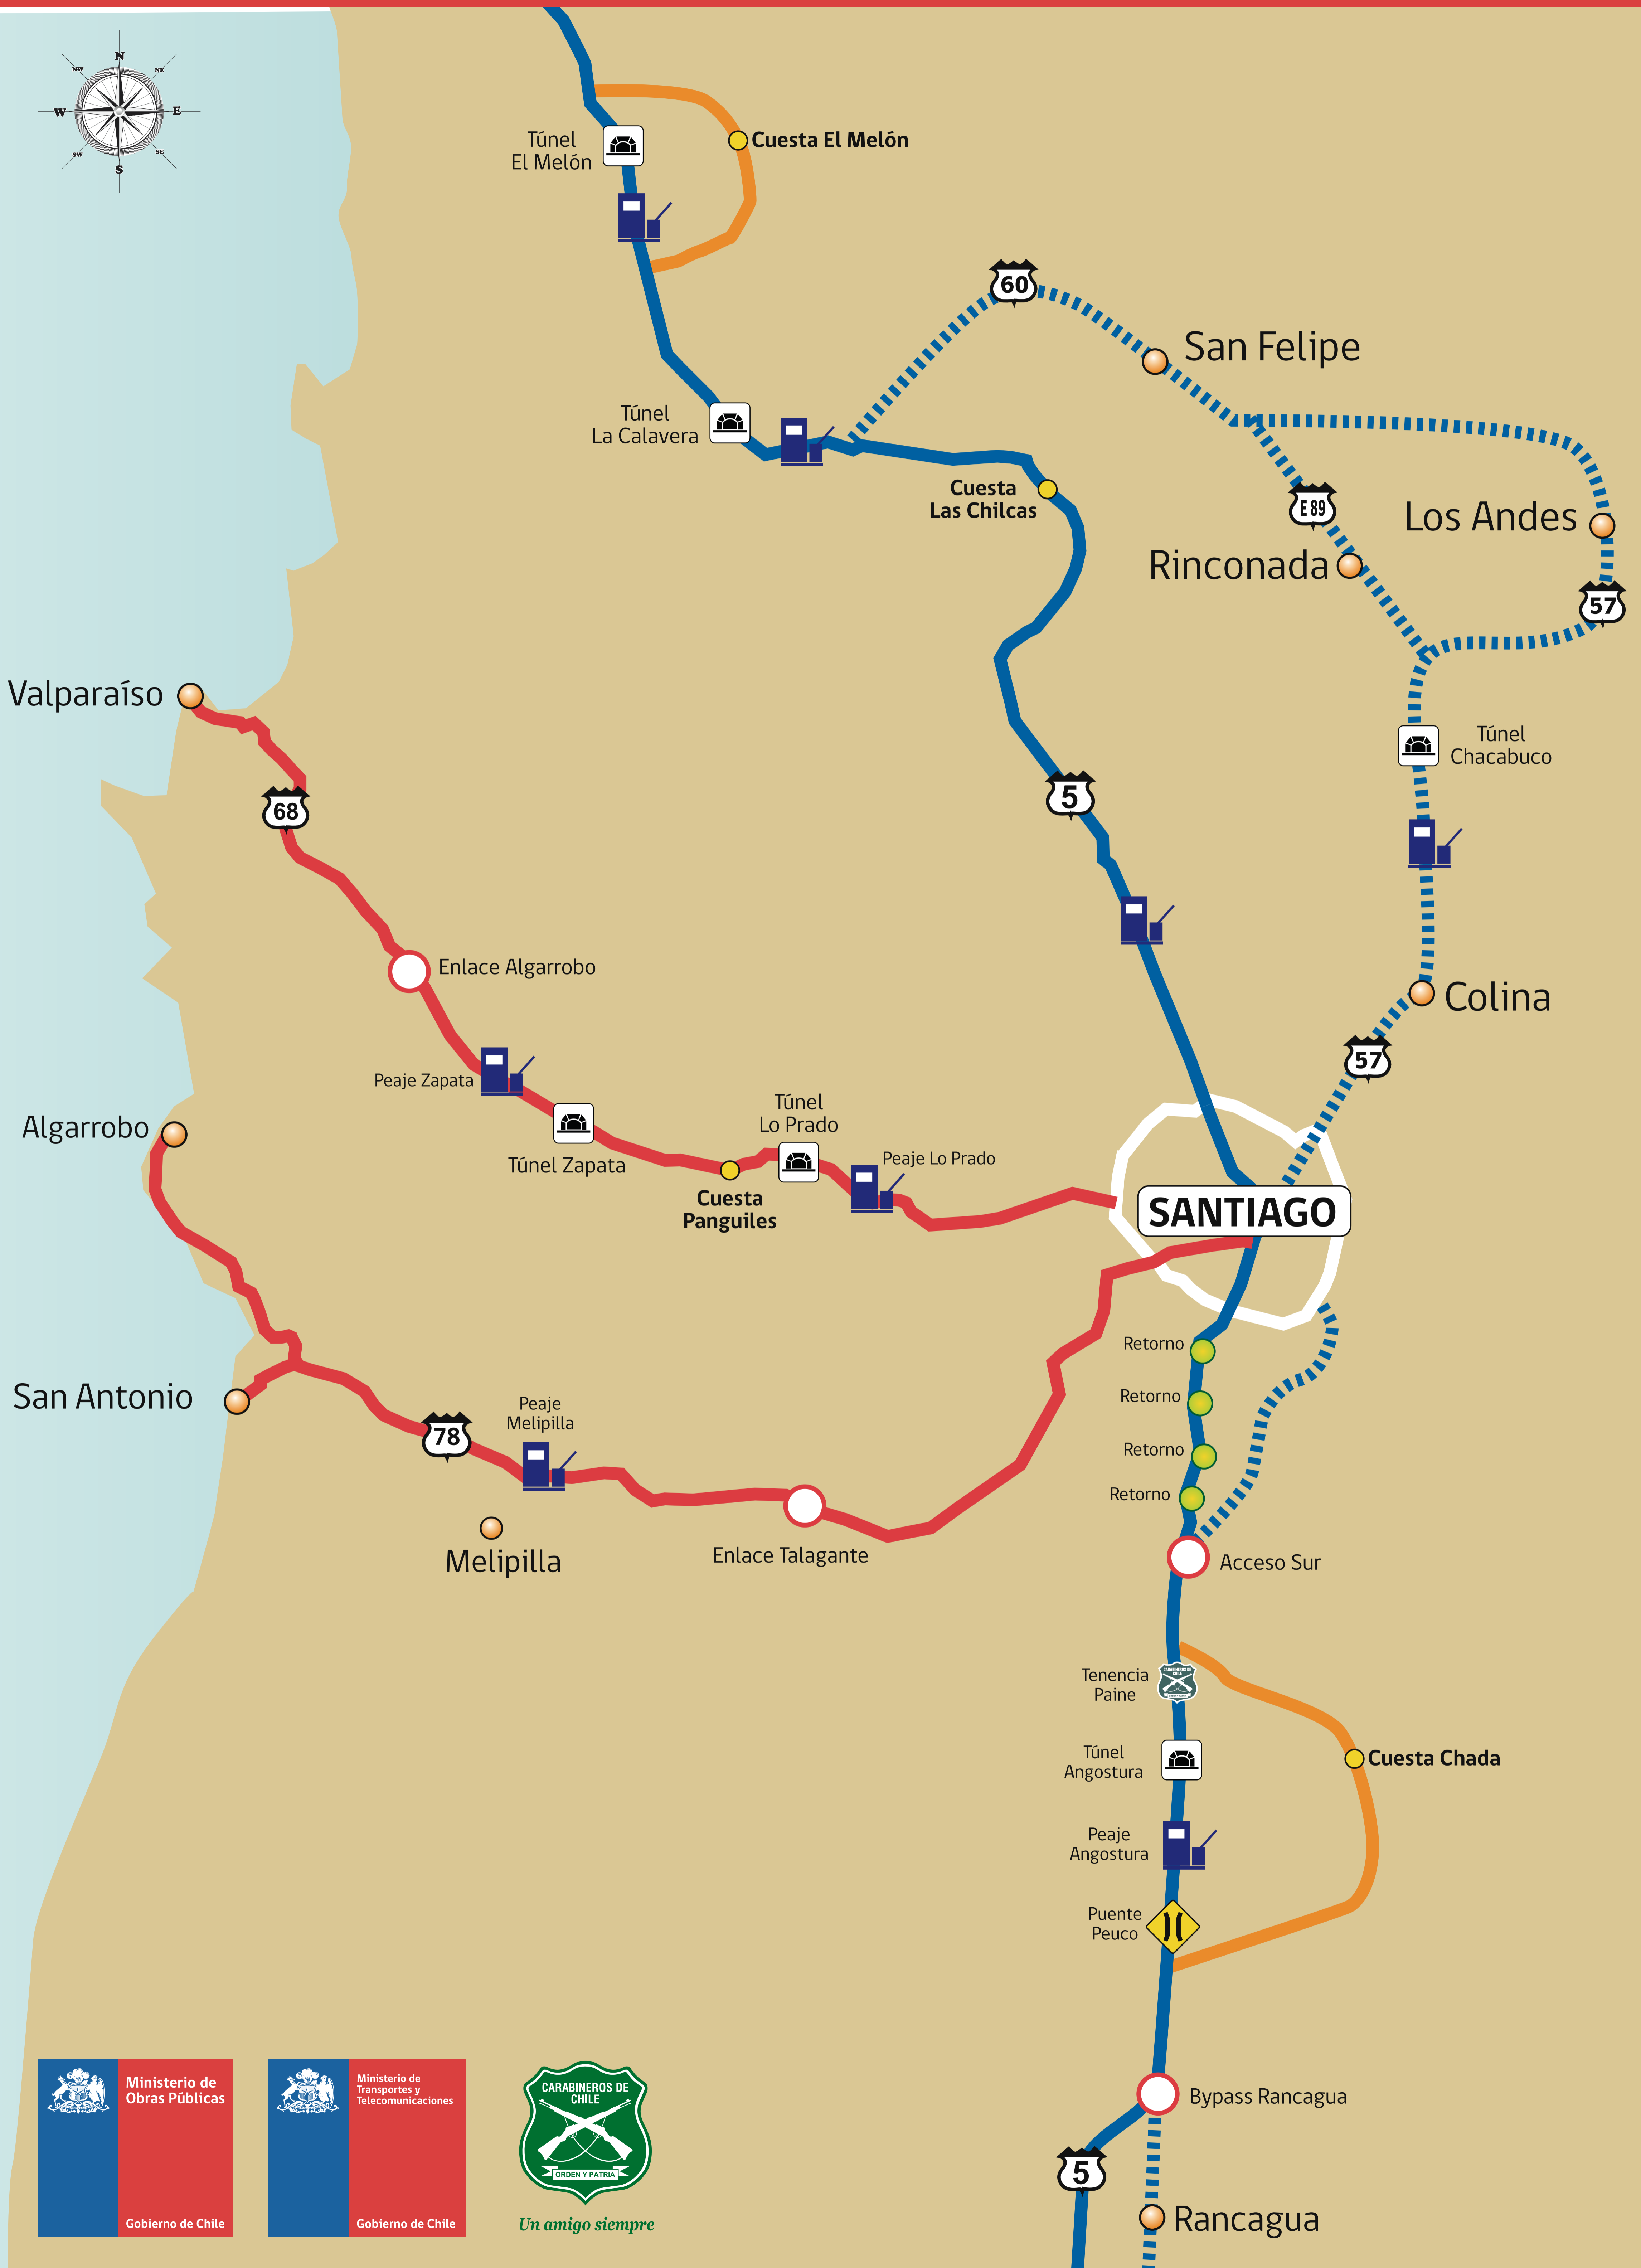 N
NW
NE
W
E
SW
SE
S
Túnel
El Melón
Cuesta El Melón
60
San Felipe
Túnel
La Calavera
Cuesta
Las Chilcas
E 89
Los Andes
Rinconada
57
Valparaíso
Túnel
Chacabuco
68
5
Enlace Algarrobo
Colina
57
Peaje Zapata
Algarrobo
Túnel
Lo Prado
Túnel Zapata
Peaje Lo Prado
Cuesta
Panguiles
SANTIAGO
Retorno
San Antonio
Retorno
Peaje
Melipilla
78
Retorno
Retorno
Melipilla
Enlace Talagante
Acceso Sur
Tenencia
Paine
CARABINEROS DE
CHILE
Túnel
Angostura
Cuesta Chada
Peaje
Angostura
Puente
Peuco
Ministerio de
Obras Públicas
Gobierno de Chile
Ministerio de
Transportes y
Telecomunicaciones
Gobierno de Chile
CARABINEROS DE
CHILE
ORDEN Y PATRIA
Un amigo siempre
Bypass Rancagua
5
Rancagua